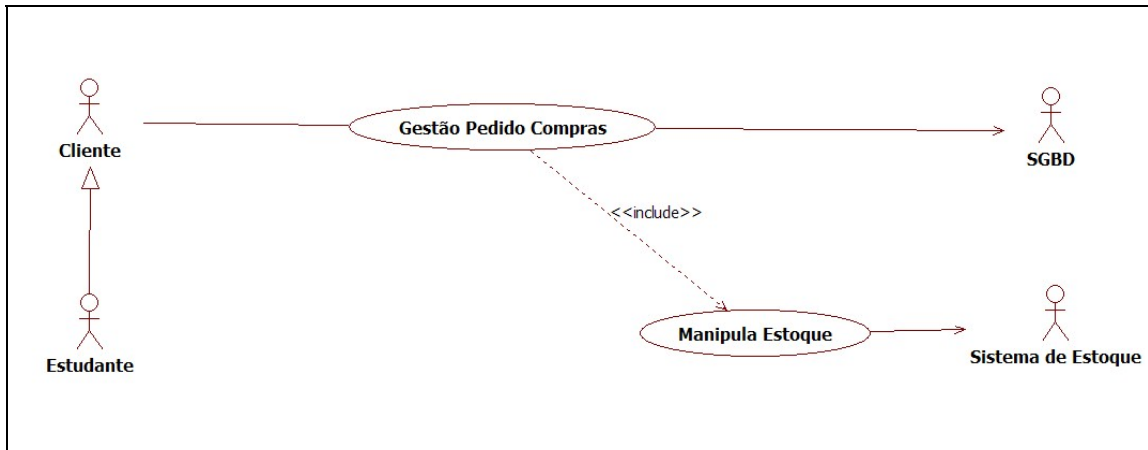 Cliente
Gestão Pedido Compras
SGBD
<<include>>
Estudante
Manipula Estoque
Sistema de Estoque